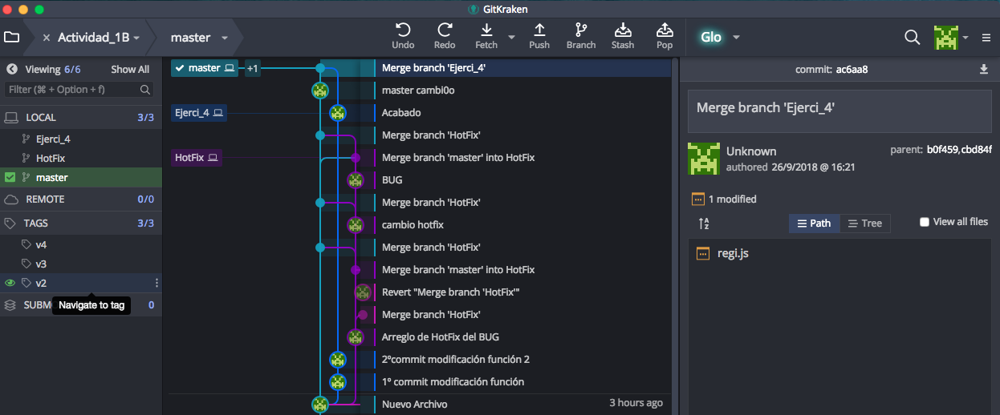 GitKraken
Actividad_1B
master
Undo
Redo
Fetch
Push
Branch
Stash
Pop
Glo
Viewing 6/6 Show All
Filter (⌘ + Option + f)
LOCAL 3/3
Ejerci_4
HotFix
master
REMOTE 0/0
TAGS 3/3
v4
v3
v2
Navigate to tag
SUBM 0
master +1
Ejerci_4
HotFix
Merge branch 'Ejerci_4'
master cambi0o
Acabado
Merge branch 'HotFix'
Merge branch 'master' into HotFix
BUG
Merge branch 'HotFix'
cambio hotfix
Merge branch 'HotFix'
Merge branch 'master' into HotFix
Revert "Merge branch 'HotFix'"
Merge branch 'HotFix'
Arreglo de HotFix del BUG
2ºcommit modificación función 2
1º commit modificación función
Nuevo Archivo 3 hours ago
commit: ac6aa8
Merge branch 'Ejerci_4'
Unknown
authored 26/9/2018 @ 16:21
parent: b0f459,cbd84f
1 modified
A Z
Path
Tree
View all files
regi.js